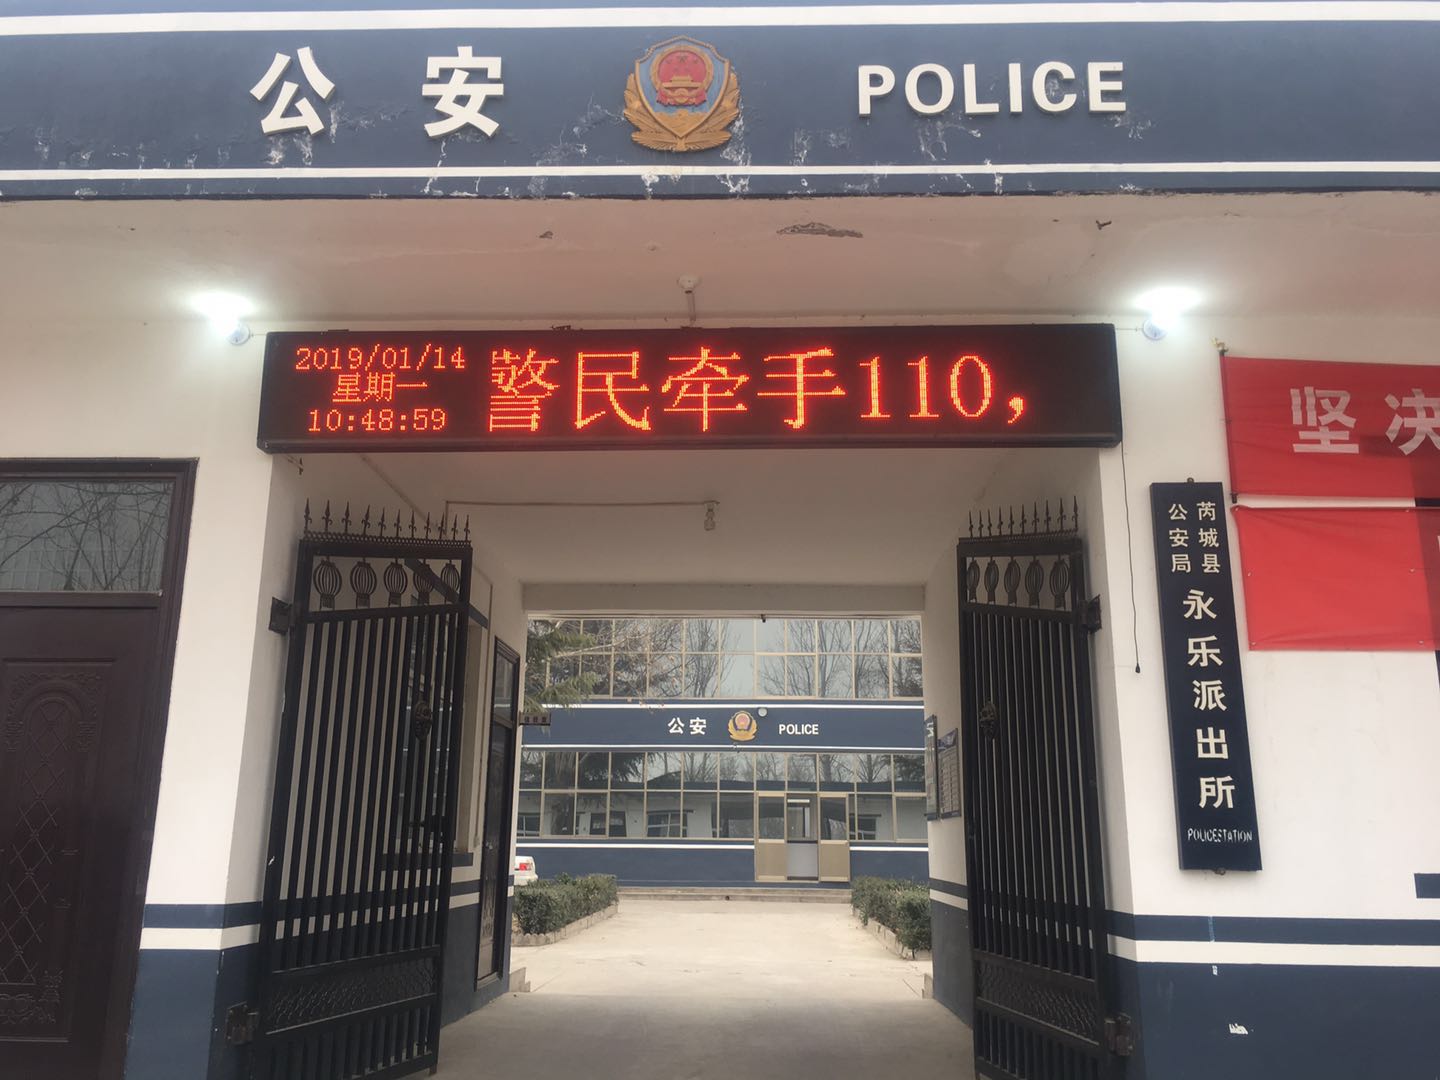 公安 POLICE
2019/01/14
星期一
10:48:59
警民牵手110,
坚决
芮城县
公安局
永乐派出所
POLICESTATION
公安 POLICE